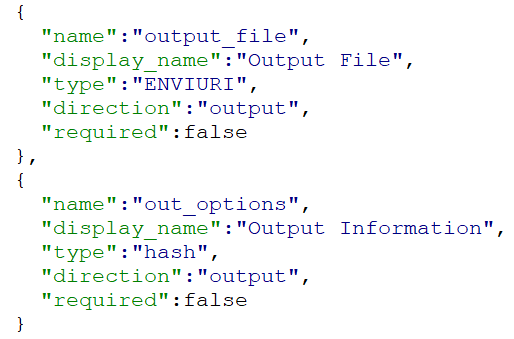 {
"name":"output_file",
"display_name":"Output File",
"type":"ENVIURI",
"direction":"output",
"required":false
},
{
"name":"out_options",
"display_name":"Output Information",
"type":"hash",
"direction":"output",
"required":false
}